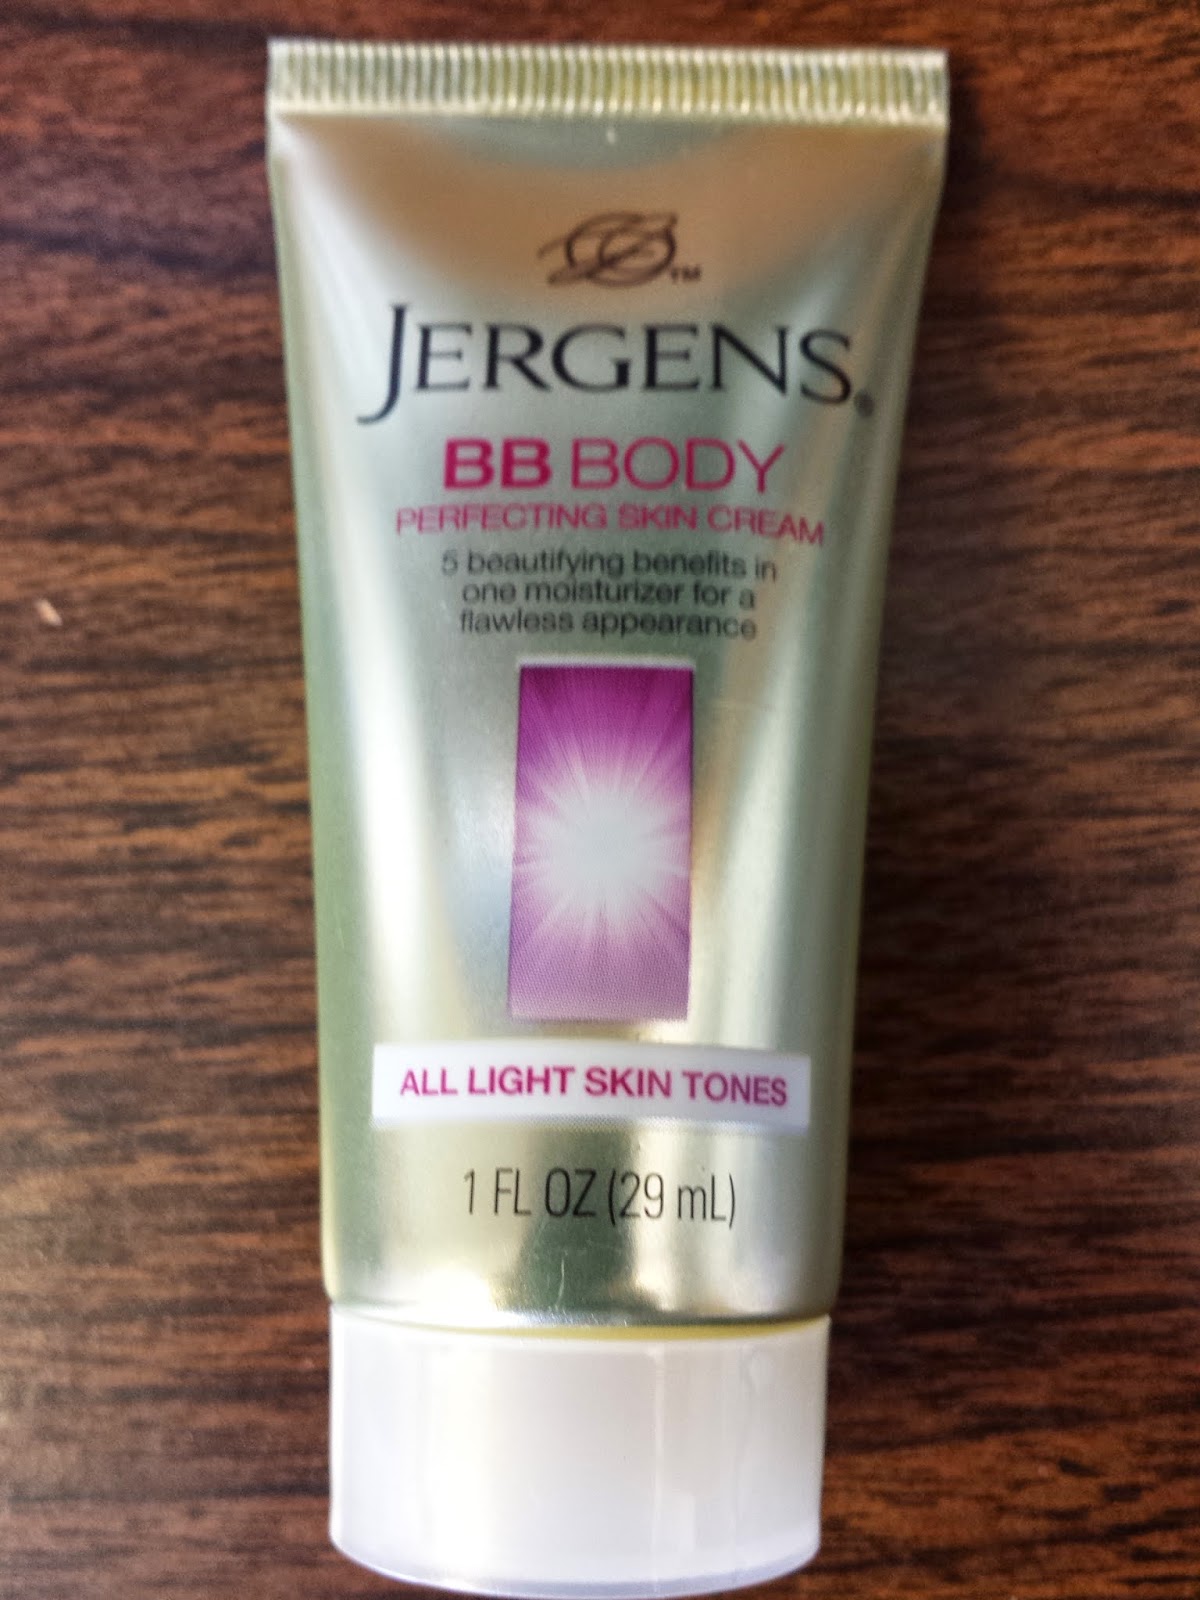 TM
JERGENS®
BB BODY
PERFECTING SKIN CREAM
5 beautifying benefits in
one moisturizer for a
flawless appearance
ALL LIGHT SKIN TONES
1 FL OZ (29 mL)